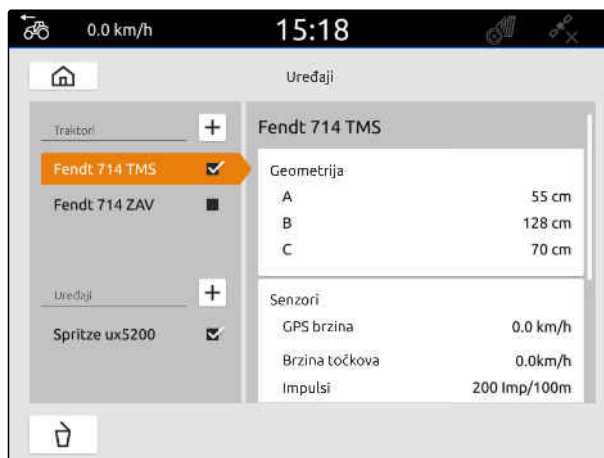 0.0 km/h
15:18
Uređaji
Traktori
Fendt 714 TMS
Fendt 714 ZAV
Uređaji
Spritze ux5200
Fendt 714 TMS
Geometrija
A 55 cm
B 128 cm
C 70 cm
Senzori
GPS brzina 0.0 km/h
Brzina točkova 0.0km/h
Impulsi 200 Imp/100m